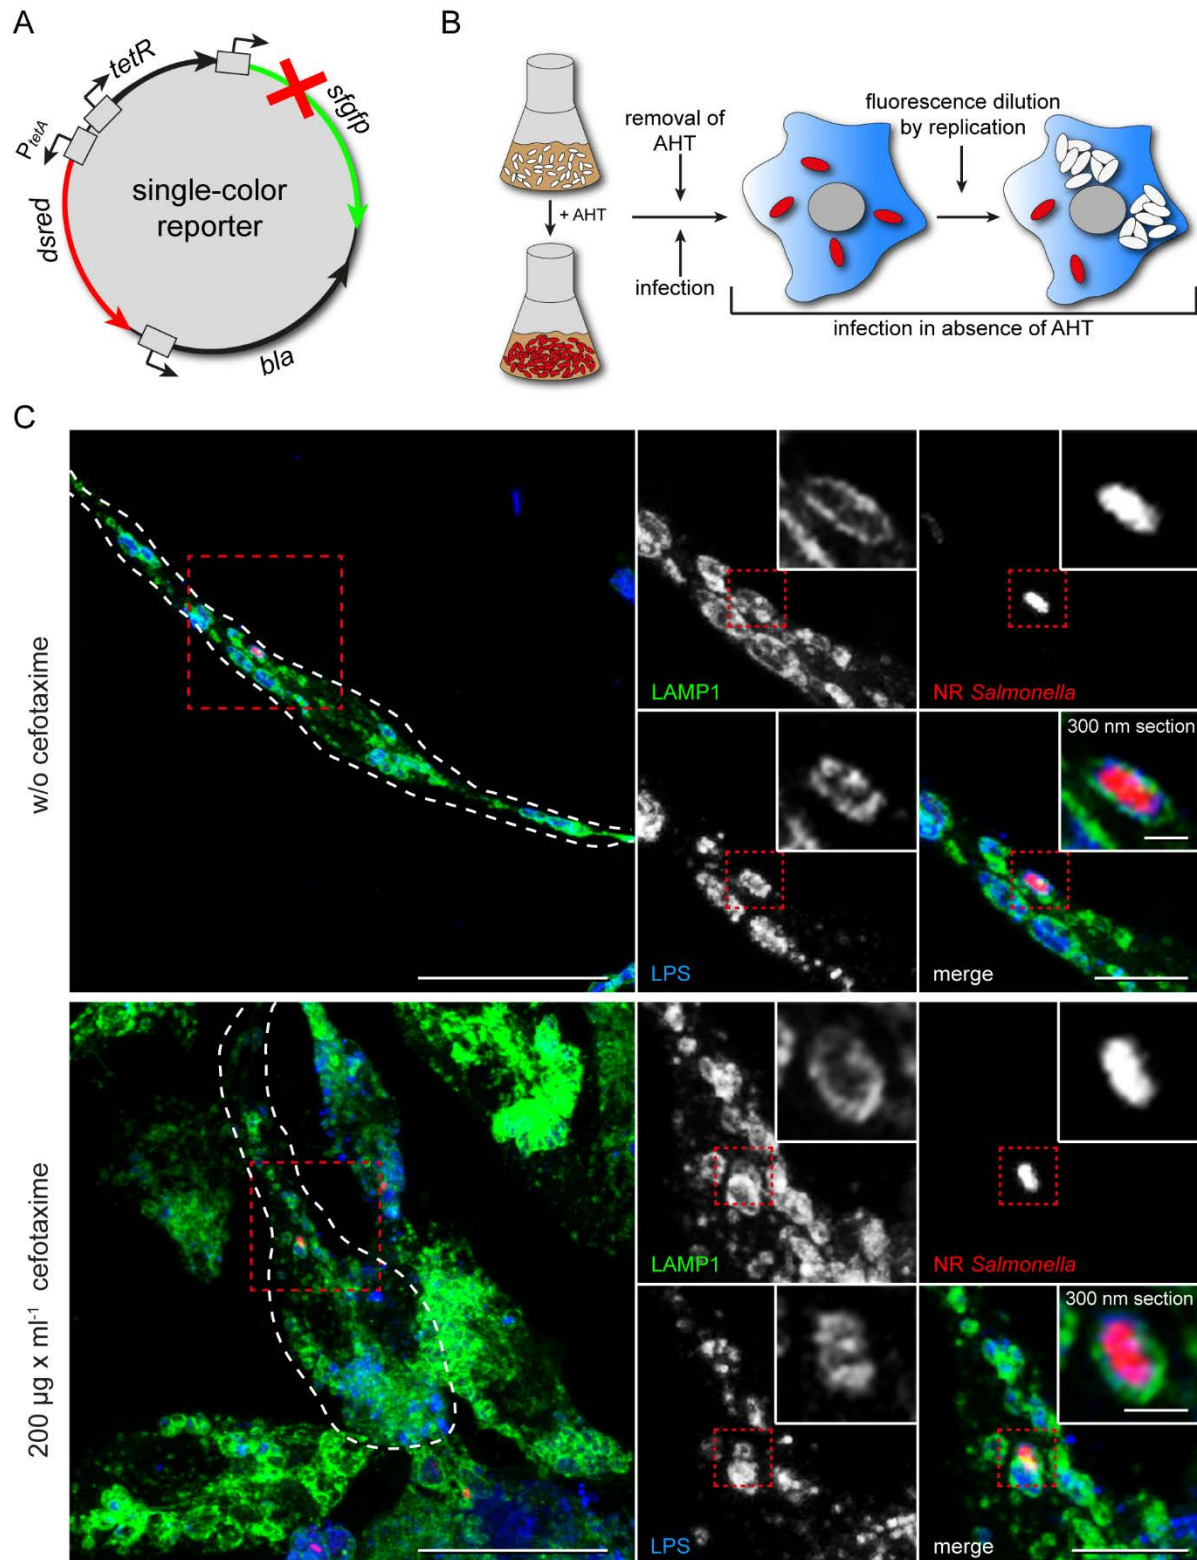 A
tetR
PtetA
sfgfp
single-color
reporter
dsred
bla
B
+ AHT
removal of
AHT
infection
fluorescence dilution
by replication
infection in absence of AHT
C
w/o cefotaxime
LAMP1
NR Salmonella
LPS
300 nm section
merge
200 µg x ml-1 cefotaxime
LAMP1
NR Salmonella
LPS
300 nm section
merge